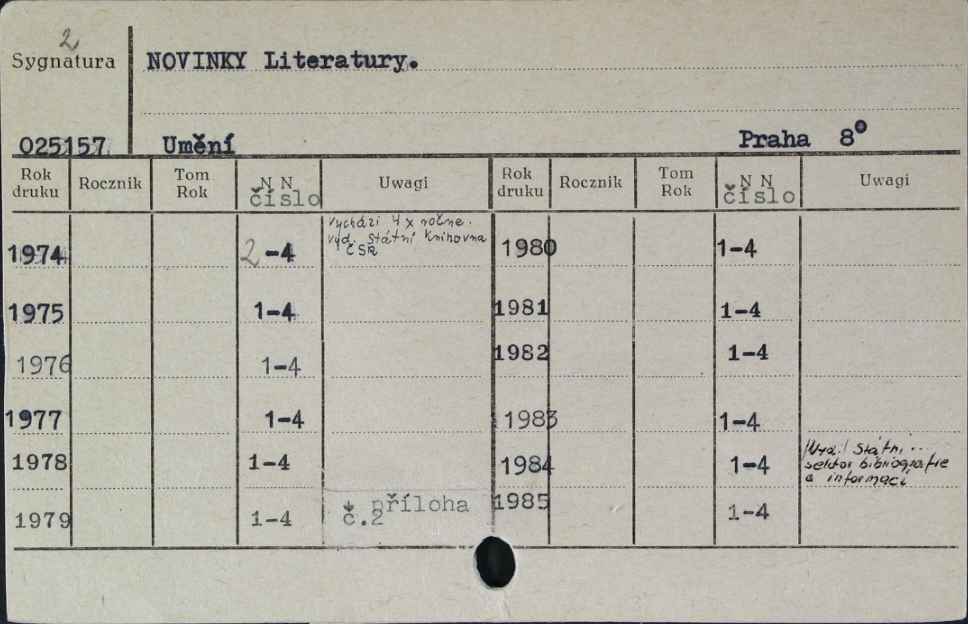 2
Sygnatura NOVINKY Literatury.
025157 Umění Praha 8°
Rok druku Rocznik Tom Rok N N číslo Uwagi Rok druku Rocznik Tom Rok N N číslo Uwagi
Vychází 4 x ročně.
vyd. Státní knihovna
ČSR
1974 2-4 1980 1-4
1975 1-4 1981 1-4
1976 1-4 1982 1-4
1977 1-4 1983 1-4
1978 1-4 1984 1-4 /Vyd./ Státní...
sektor bibliografie
a informací
1979 1-4 + příloha 1985 1-4
č.2